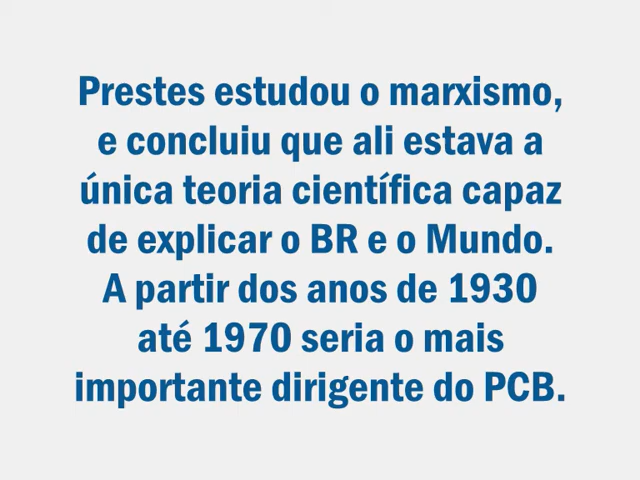 Prestes estudou o marxismo,
e concluiu que ali estava a
única teoria científica capaz
de explicar o BR e o Mundo.
A partir dos anos de 1930
até 1970 seria o mais
importante dirigente do PCB.